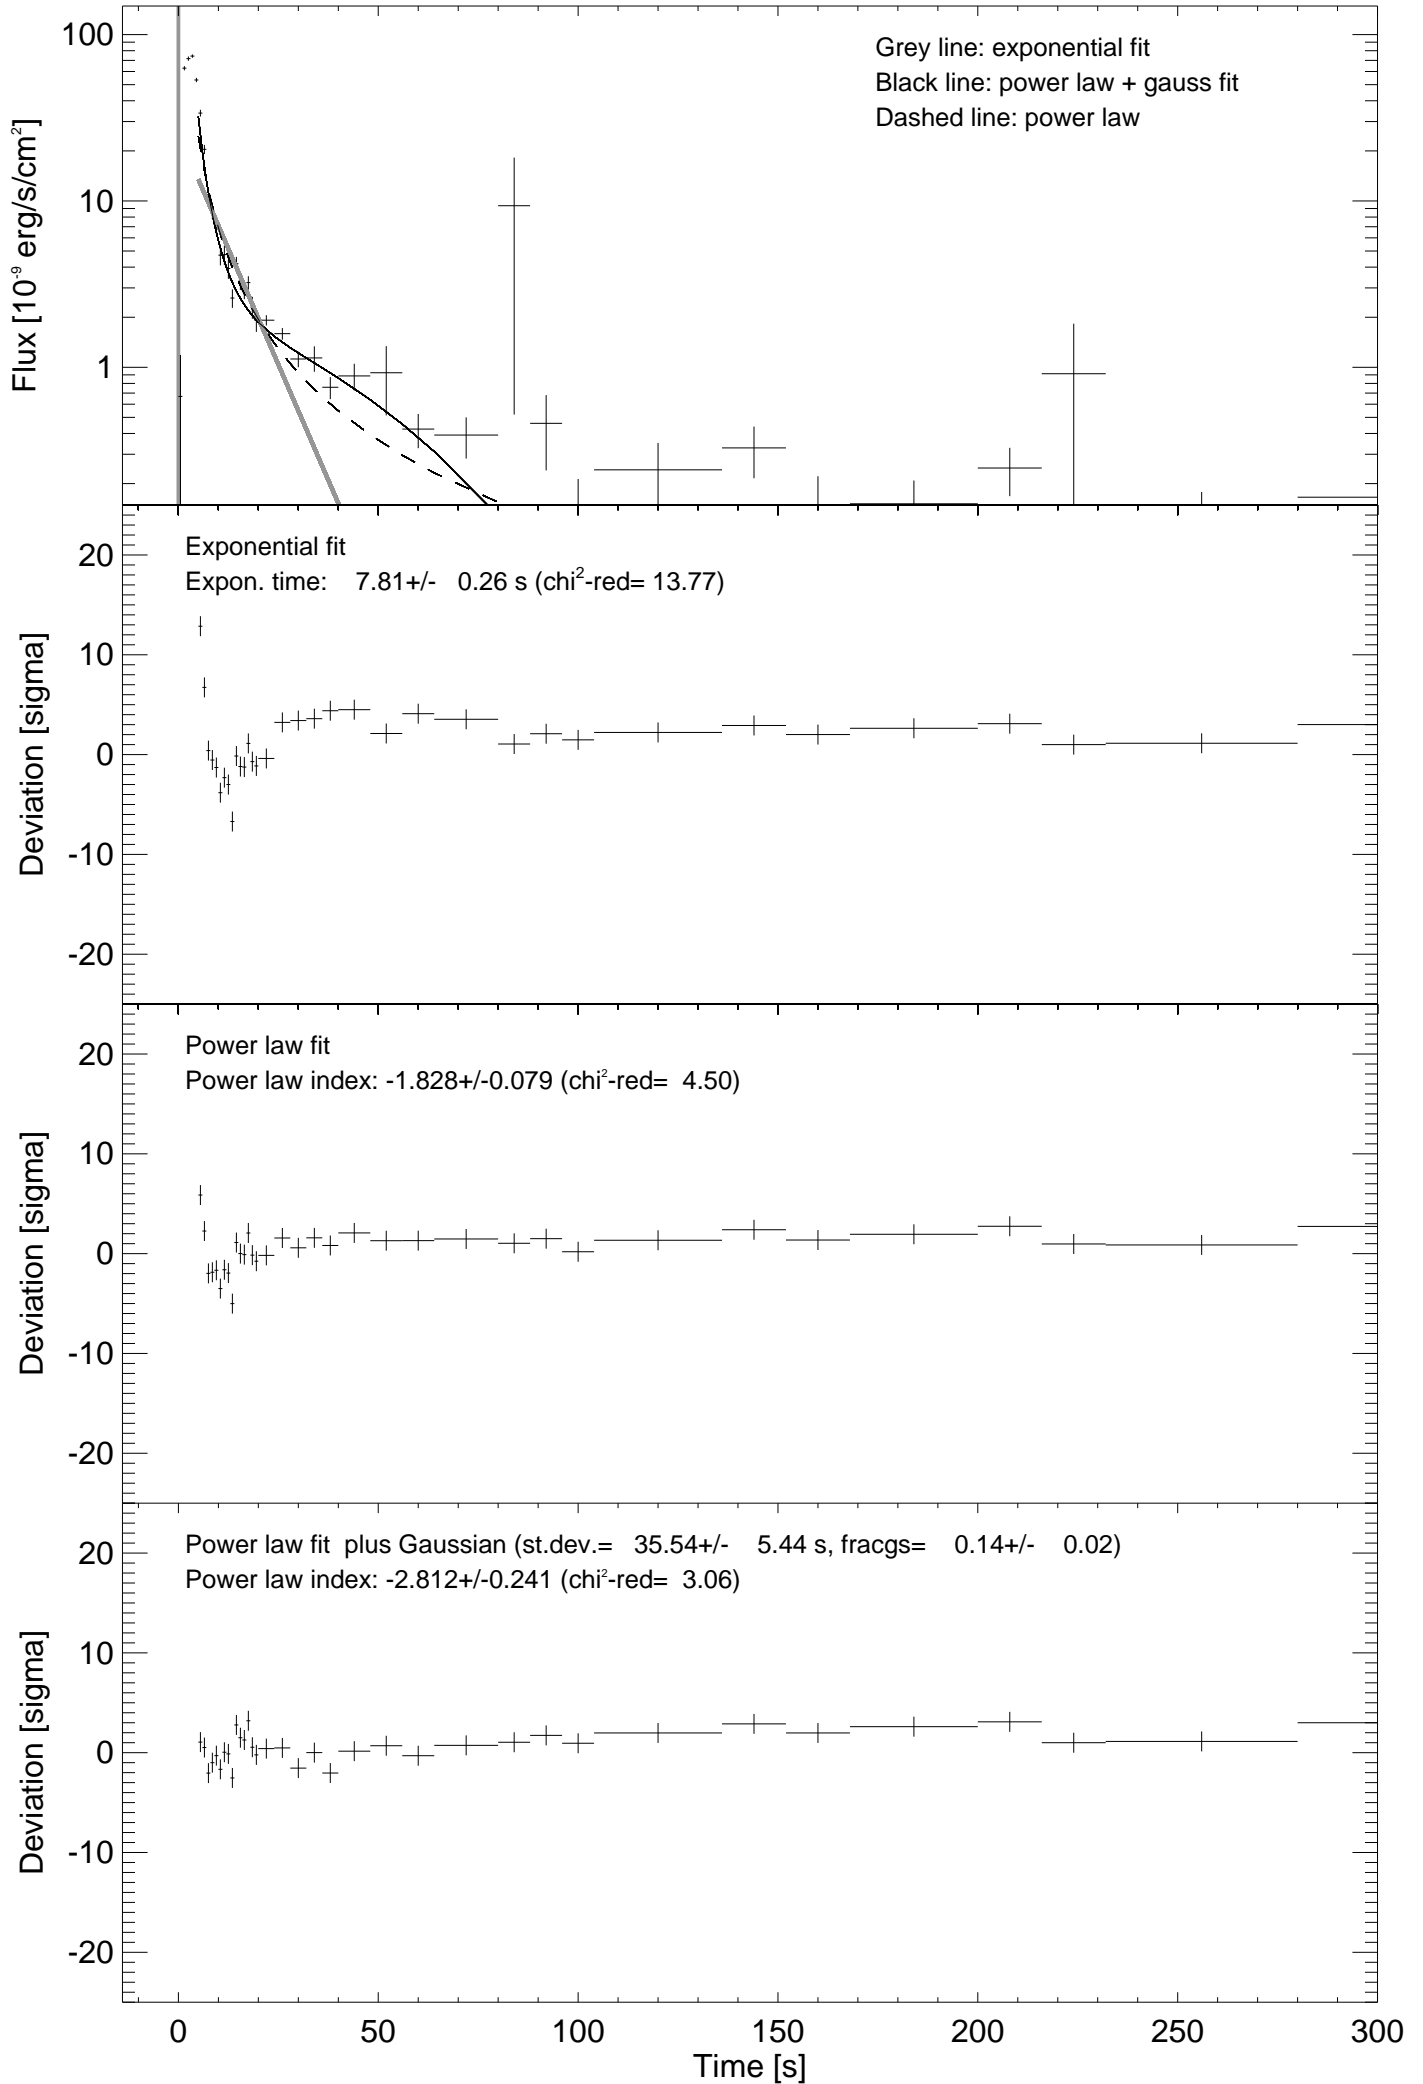 100
10
1
Flux [10⁻⁹ erg/s/cm²]
Grey line: exponential fit
Black line: power law + gauss fit
Dashed line: power law
20
10
0
-10
-20
Deviation [sigma]
Exponential fit
Expon. time: 7.81+/- 0.26 s (chi²-red= 13.77)
20
10
0
-10
-20
Deviation [sigma]
Power law fit
Power law index: -1.828+/-0.079 (chi²-red= 4.50)
20
10
0
-10
-20
Deviation [sigma]
Power law fit plus Gaussian (st.dev.= 35.54+/- 5.44 s, fracgs= 0.14+/- 0.02)
Power law index: -2.812+/-0.241 (chi²-red= 3.06)
0 50 100 150 200 250 300
Time [s]